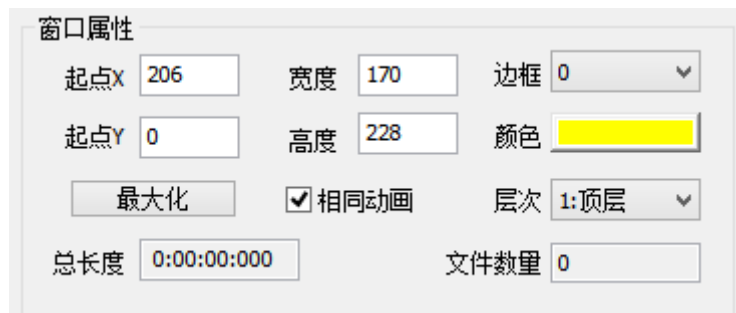 窗口属性
起点X 206 宽度 170 边框 0
起点Y 0 高度 228 颜色
最大化 相同动画 层次 1:顶层
总长度 0:00:00:000 文件数量 0